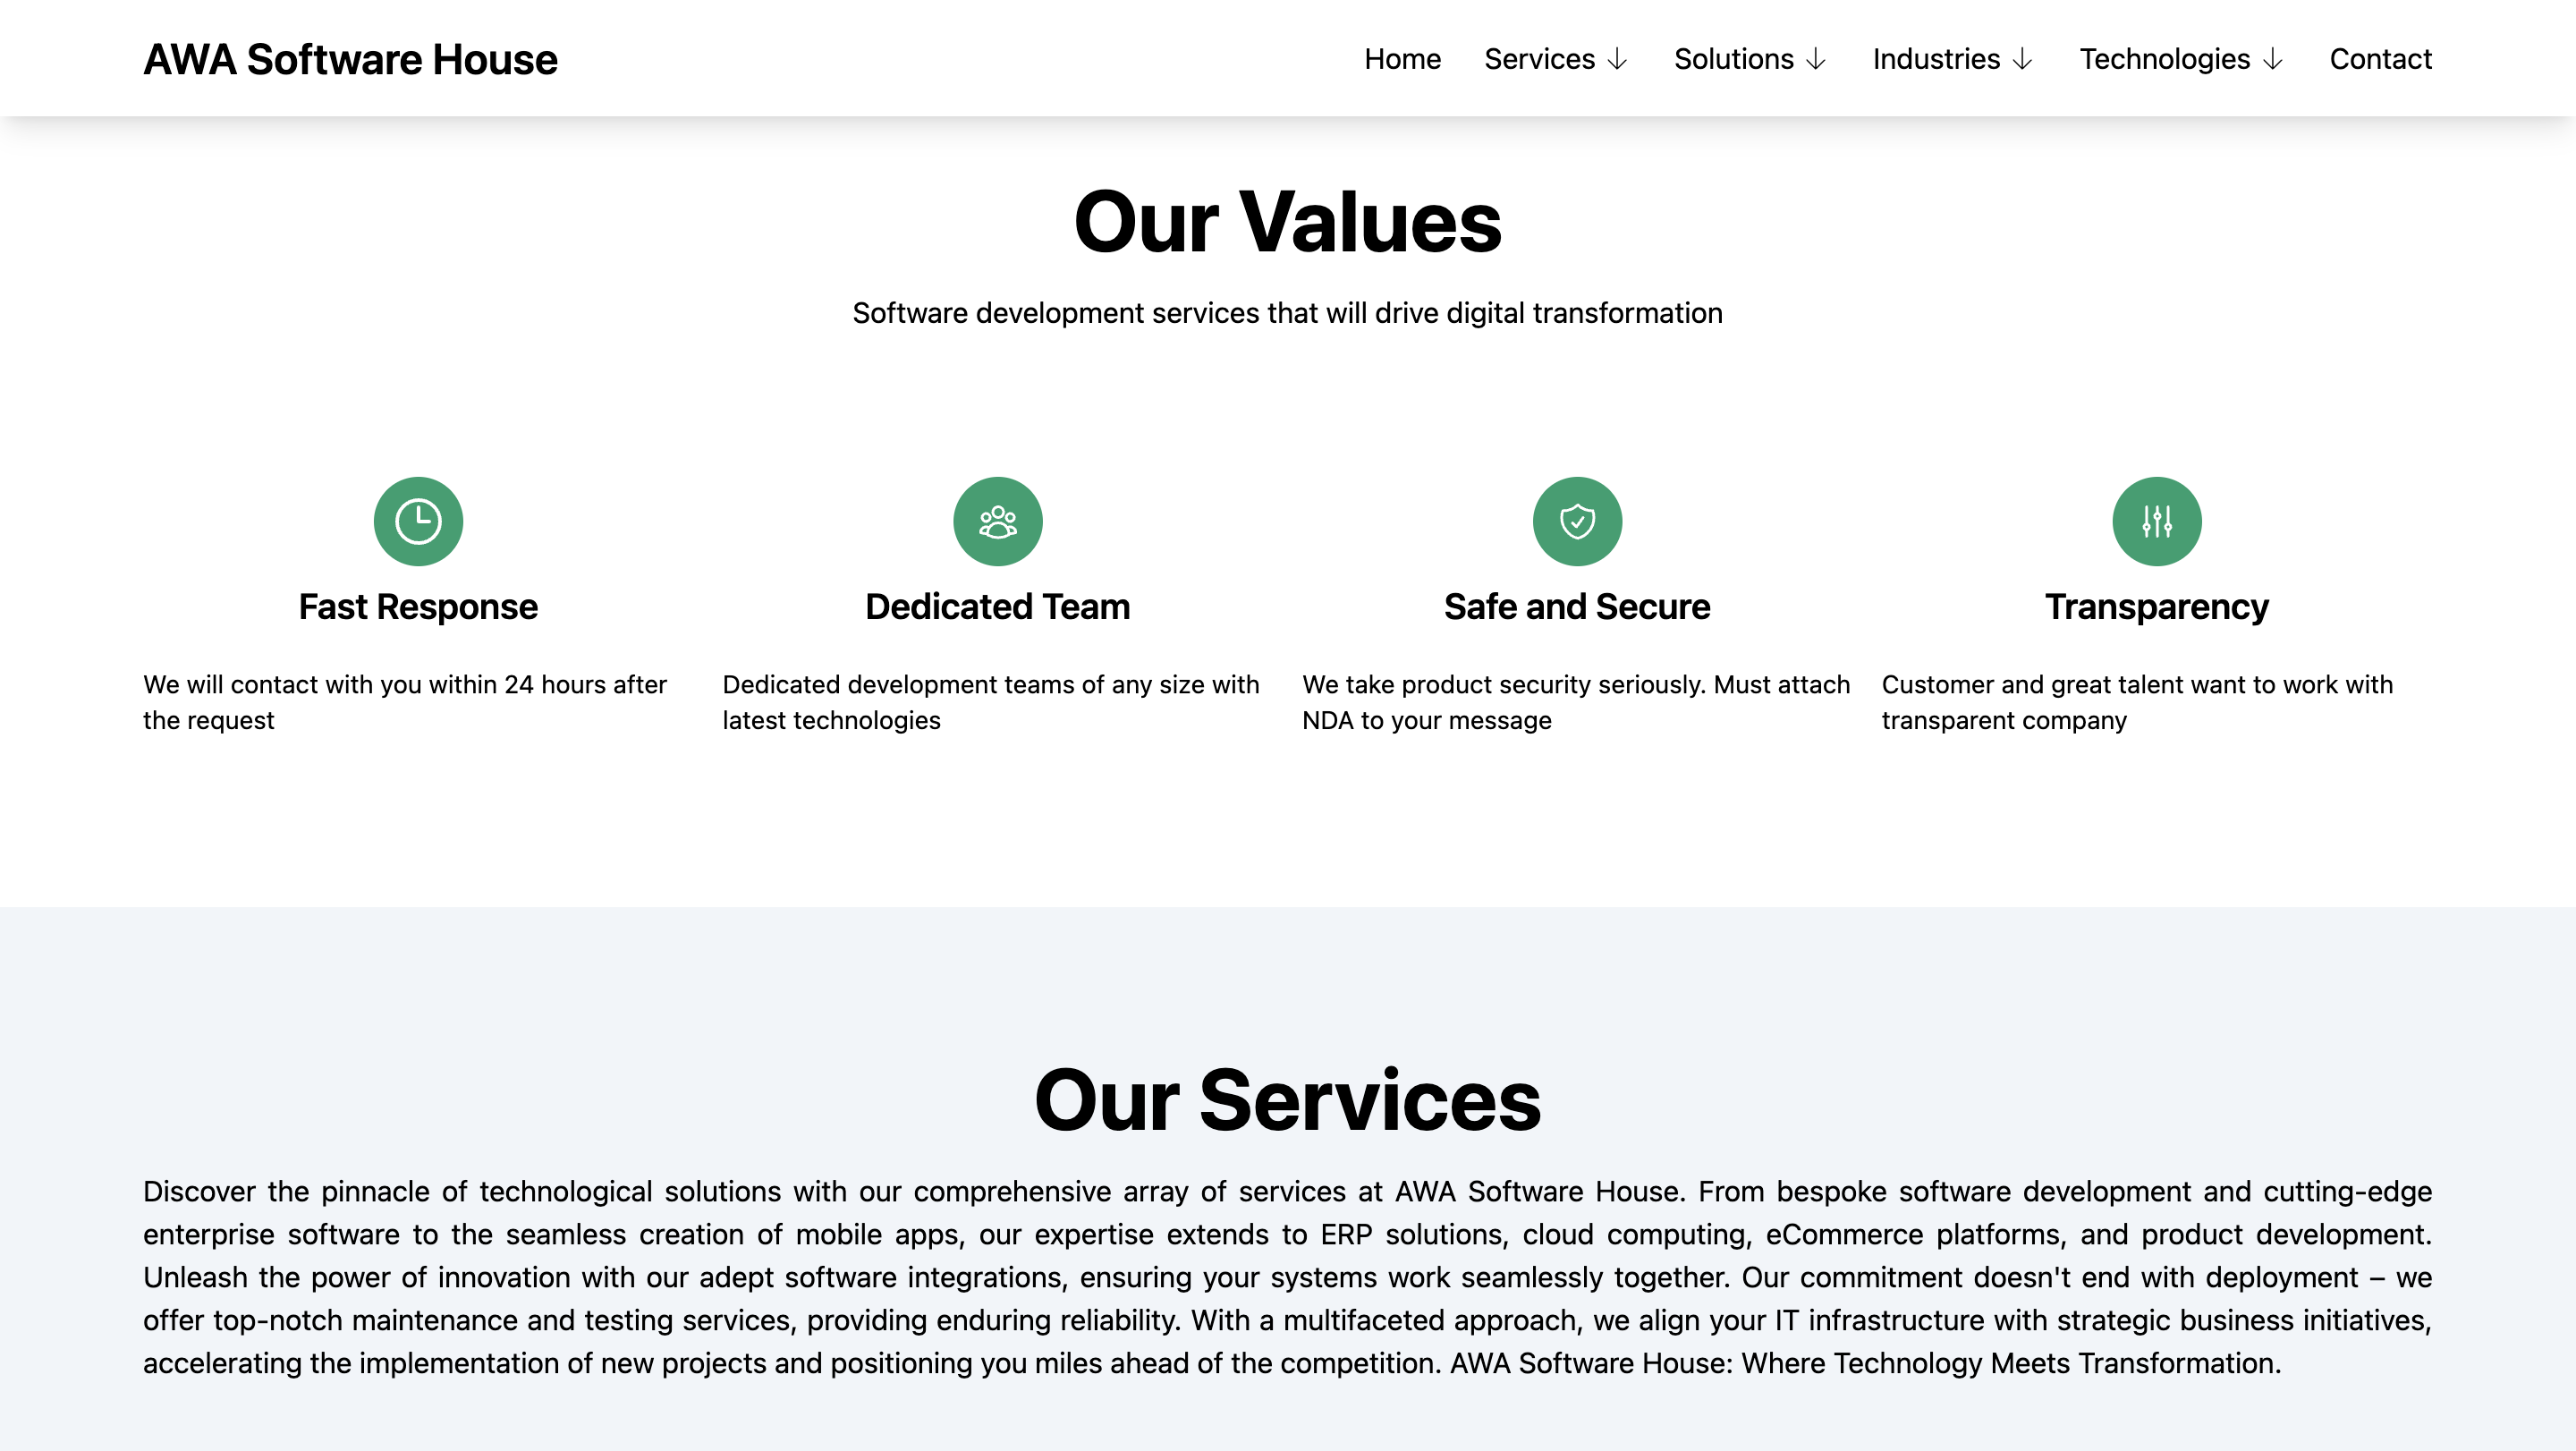 AWA Software House
Home Services ↓ Solutions ↓ Industries ↓ Technologies ↓ Contact
Our Values
Software development services that will drive digital transformation
Fast Response
We will contact with you within 24 hours after
the request
Dedicated Team
Dedicated development teams of any size with
latest technologies
Safe and Secure
We take product security seriously. Must attach
NDA to your message
Transparency
Customer and great talent want to work with
transparent company
Our Services
Discover the pinnacle of technological solutions with our comprehensive array of services at AWA Software House. From bespoke software development and cutting-edge
enterprise software to the seamless creation of mobile apps, our expertise extends to ERP solutions, cloud computing, eCommerce platforms, and product development.
Unleash the power of innovation with our adept software integrations, ensuring your systems work seamlessly together. Our commitment doesn't end with deployment – we
offer top-notch maintenance and testing services, providing enduring reliability. With a multifaceted approach, we align your IT infrastructure with strategic business initiatives,
accelerating the implementation of new projects and positioning you miles ahead of the competition. AWA Software House: Where Technology Meets Transformation.